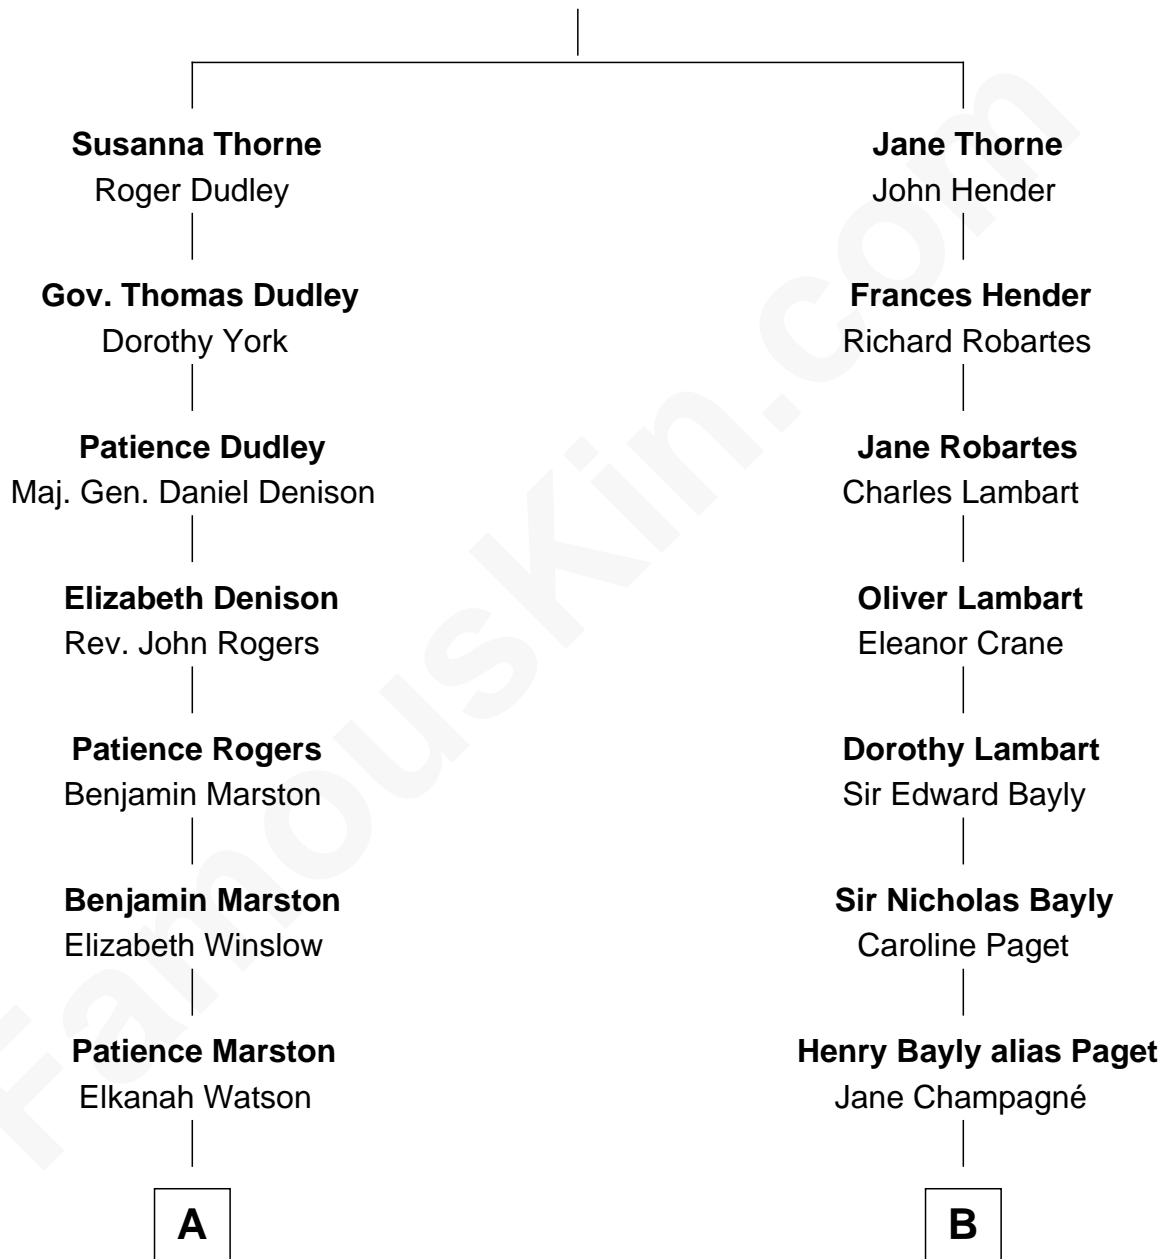 Susanna Thorne
Roger Dudley
Gov. Thomas Dudley
Dorothy York
Patience Dudley
Maj. Gen. Daniel Denison
Elizabeth Denison
Rev. John Rogers
Patience Rogers
Benjamin Marston
Benjamin Marston
Elizabeth Winslow
Patience Marston
Elkanah Watson
A
Jane Thorne
John Hender
Frances Hender
Richard Robartes
Jane Robartes
Charles Lambart
Oliver Lambart
Eleanor Crane
Dorothy Lambart
Sir Edward Bayly
Sir Nicholas Bayly
Caroline Paget
Henry Bayly alias Paget
Jane Champagné
B
FamousKin.com